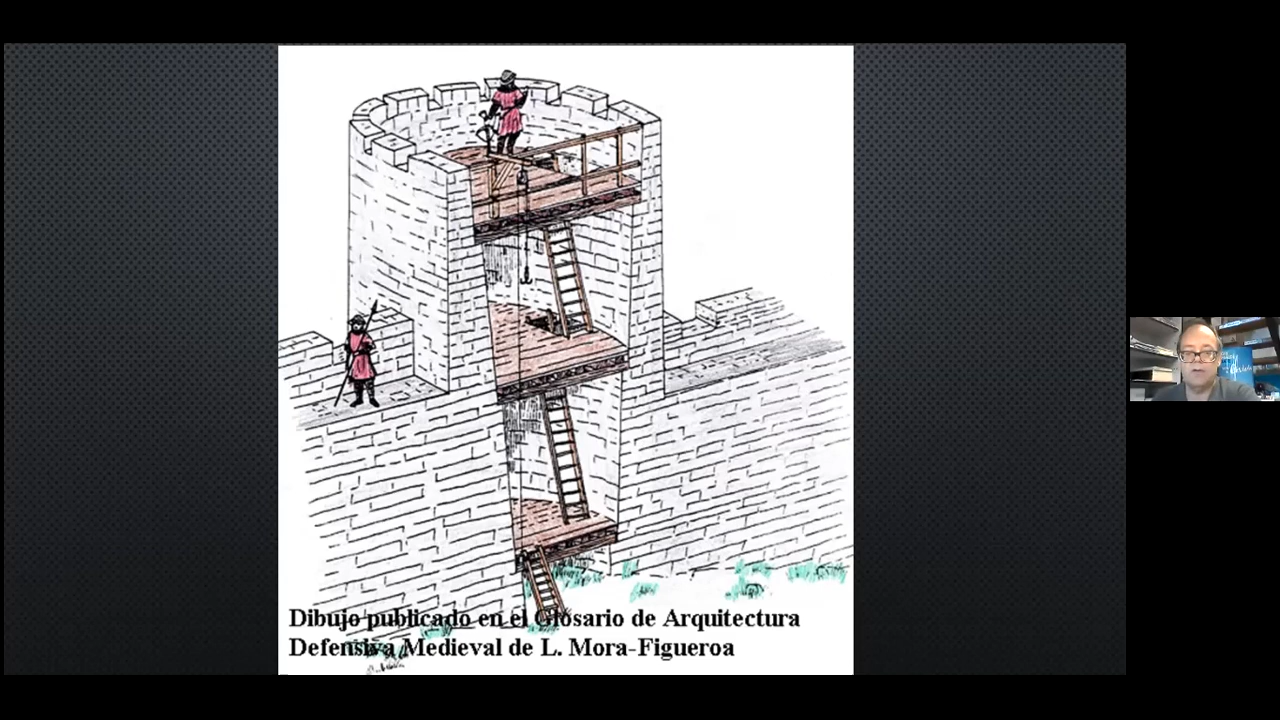 Dibujo publicado en el Glosario de Arquitectura
Defensiva Medieval de L. Mora-Figueroa